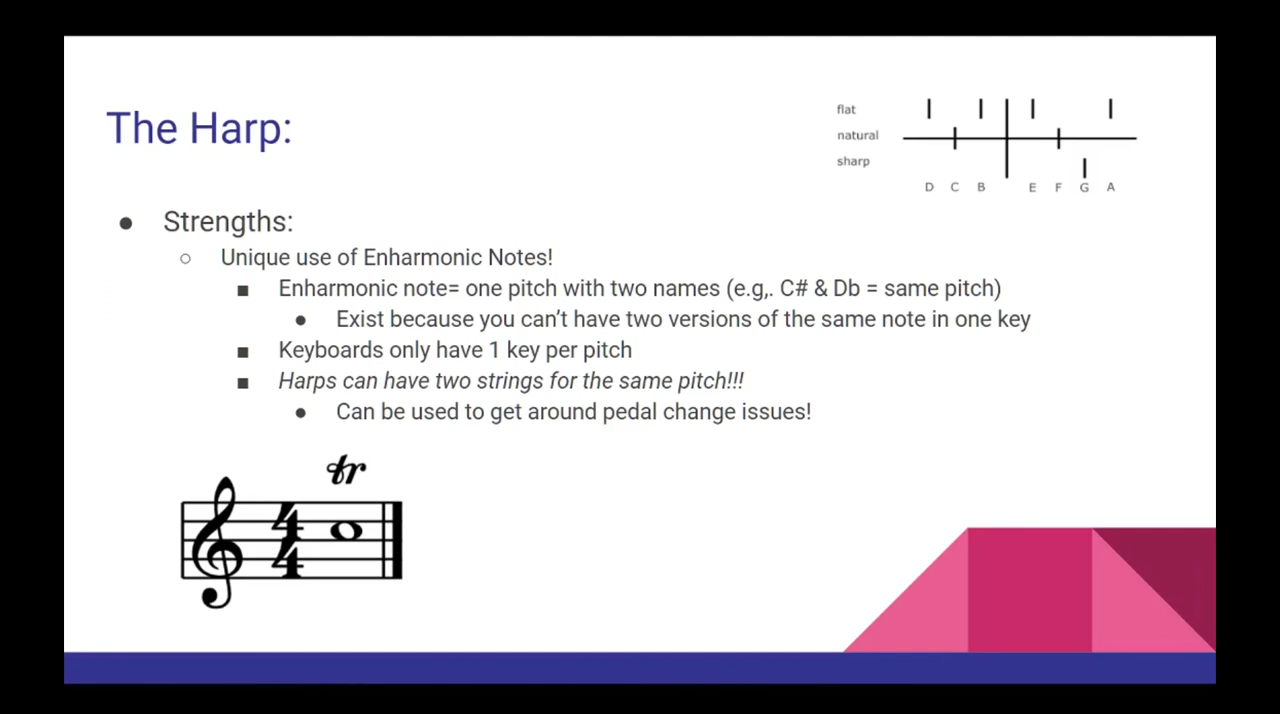 The Harp:
flat
natural
sharp
D C B E F G A
● Strengths:
○ Unique use of Enharmonic Notes!
■ Enharmonic note= one pitch with two names (e.g,. C# & Db = same pitch)
● Exist because you can’t have two versions of the same note in one key
■ Keyboards only have 1 key per pitch
■ Harps can have two strings for the same pitch!!!
● Can be used to get around pedal change issues!
tr
4
4